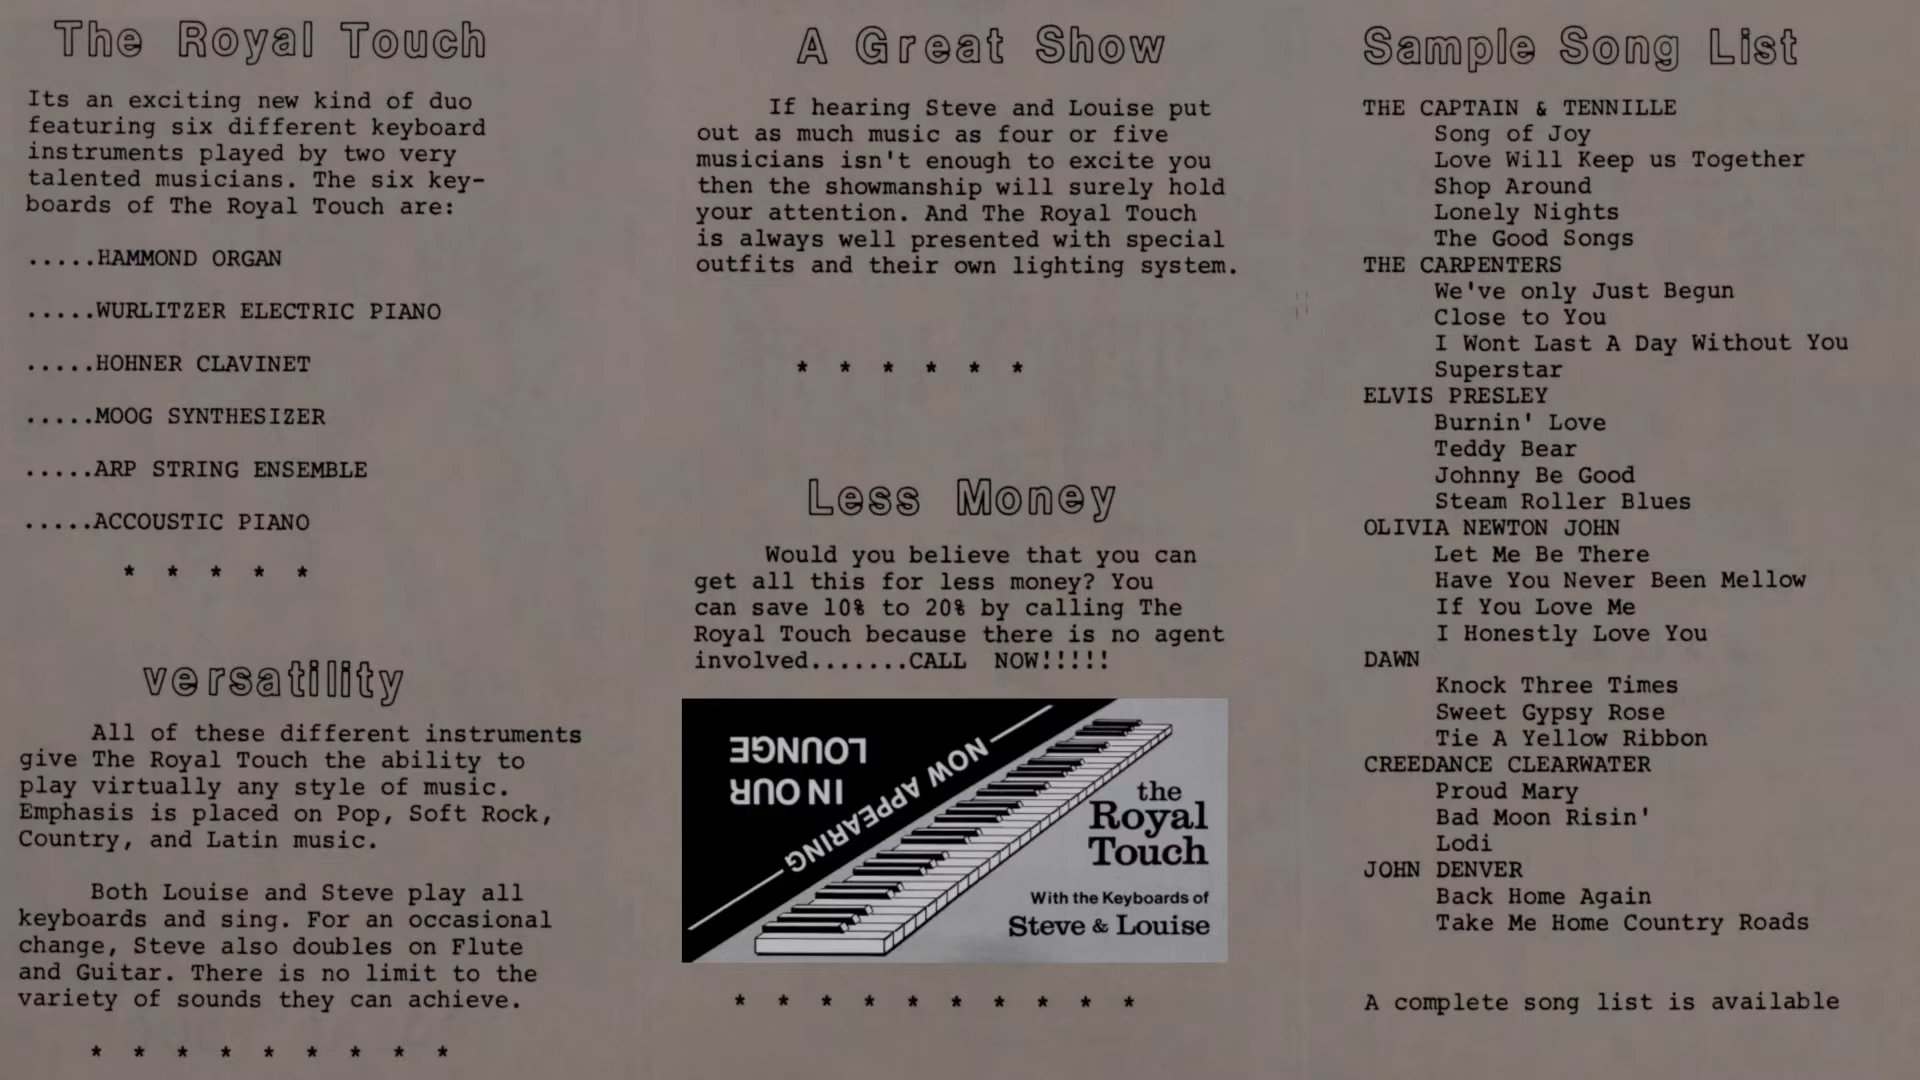 The Royal Touch
Its an exciting new kind of duo
featuring six different keyboard
instruments played by two very
talented musicians. The six key-
boards of The Royal Touch are:
.....HAMMOND ORGAN
.....WURLITZER ELECTRIC PIANO
.....HOHNER CLAVINET
.....MOOG SYNTHESIZER
.....ARP STRING ENSEMBLE
.....ACCOUSTIC PIANO
* * * * *
versatility
All of these different instruments
give The Royal Touch the ability to
play virtually any style of music.
Emphasis is placed on Pop, Soft Rock,
Country, and Latin music.
Both Louise and Steve play all
keyboards and sing. For an occasional
change, Steve also doubles on Flute
and Guitar. There is no limit to the
variety of sounds they can achieve.
* * * * * * * * *
A Great Show
If hearing Steve and Louise put
out as much music as four or five
musicians isn't enough to excite you
then the showmanship will surely hold
your attention. And The Royal Touch
is always well presented with special
outfits and their own lighting system.
* * * * * *
Less Money
Would you believe that you can
get all this for less money? You
can save 10% to 20% by calling The
Royal Touch because there is no agent
involved.......CALL NOW!!!!!
NOW APPEARING
IN OUR
LOUNGE
the
Royal
Touch
With the Keyboards of
Steve & Louise
* * * * * * * * * *
Sample Song List
THE CAPTAIN & TENNILLE
Song of Joy
Love Will Keep us Together
Shop Around
Lonely Nights
The Good Songs
THE CARPENTERS
We've only Just Begun
Close to You
I Wont Last A Day Without You
Superstar
ELVIS PRESLEY
Burnin' Love
Teddy Bear
Johnny Be Good
Steam Roller Blues
OLIVIA NEWTON JOHN
Let Me Be There
Have You Never Been Mellow
If You Love Me
I Honestly Love You
DAWN
Knock Three Times
Sweet Gypsy Rose
Tie A Yellow Ribbon
CREEDANCE CLEARWATER
Proud Mary
Bad Moon Risin'
Lodi
JOHN DENVER
Back Home Again
Take Me Home Country Roads
A complete song list is available